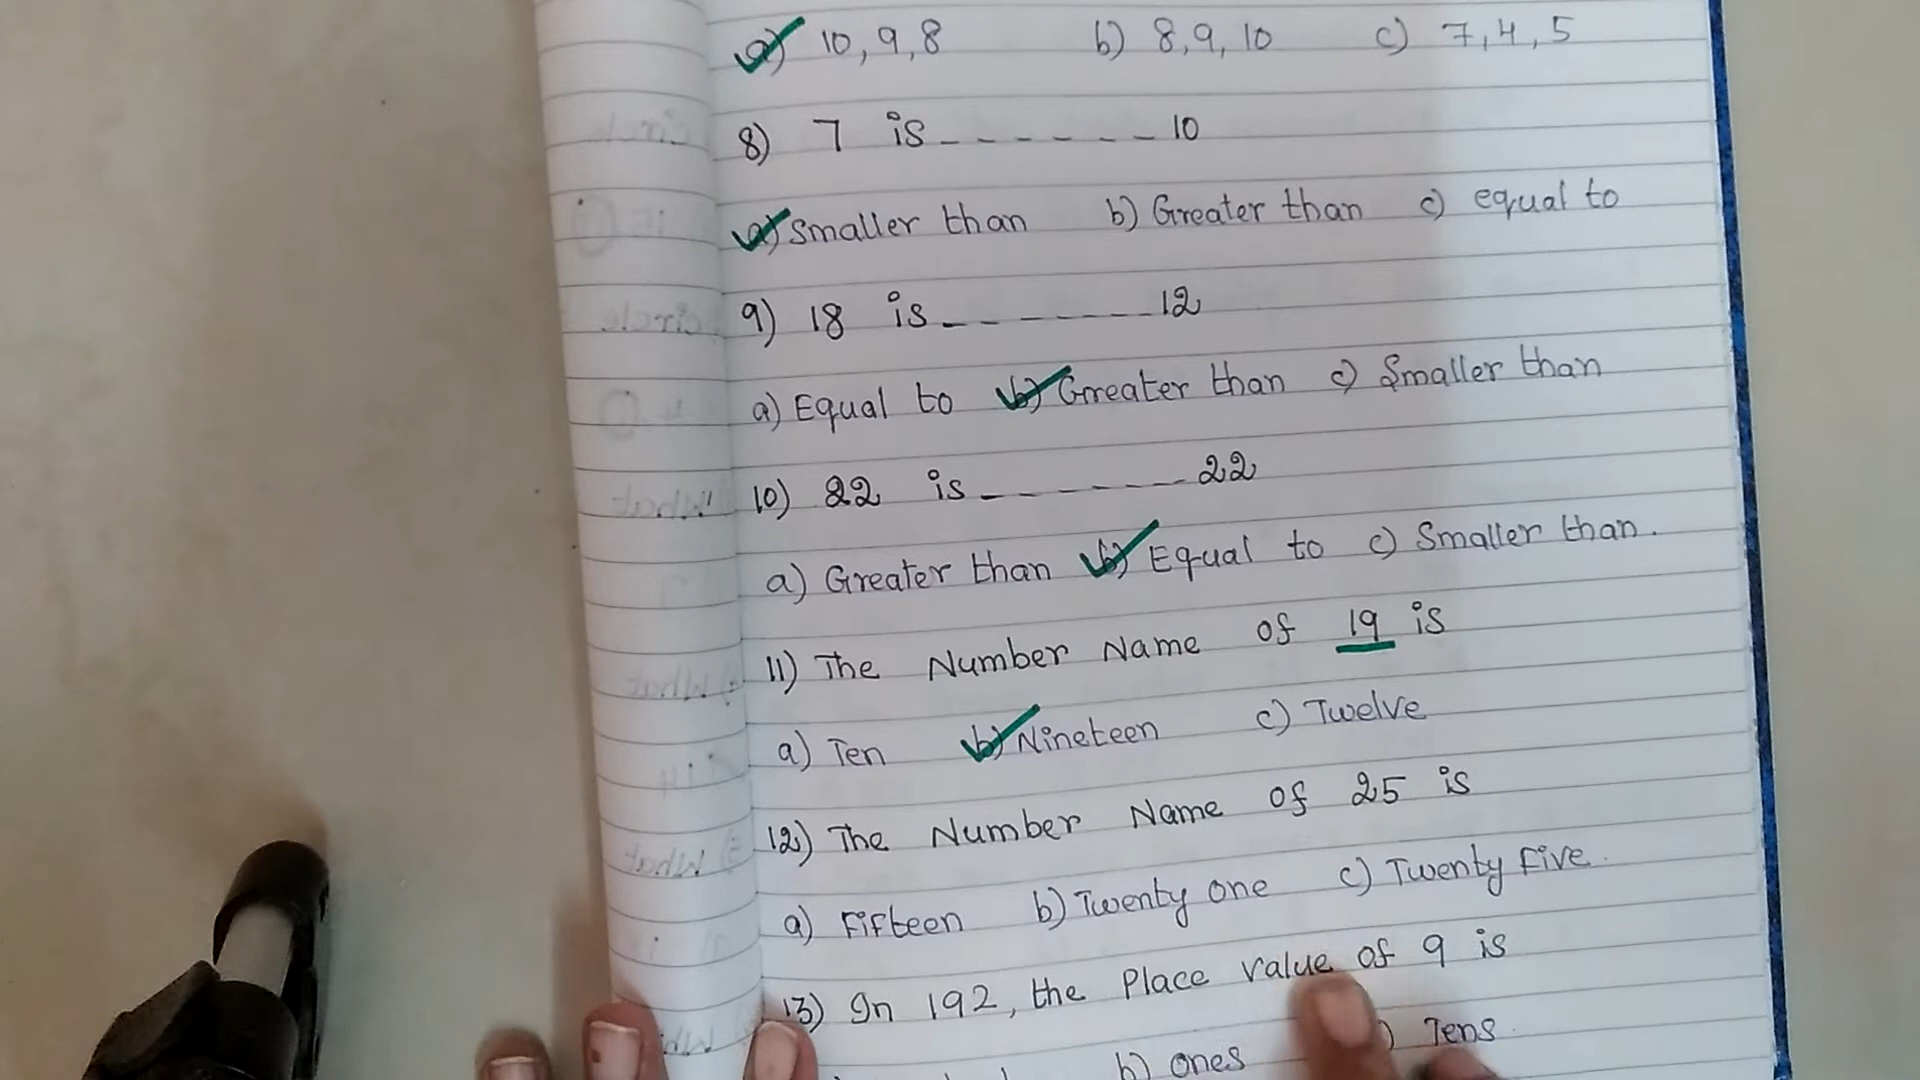 a) 10, 9, 8 b) 8, 9, 10 c) 7, 4, 5
8) 7 is _ _ _ _ _ _ 10
a) Smaller than b) Greater than c) equal to
9) 18 is _ _ _ _ _ _ 12
a) Equal to b) Greater than c) Smaller than
10) 22 is _ _ _ _ _ _ 22
a) Greater than b) Equal to c) Smaller than.
11) The Number Name of 19 is
a) Ten b) Nineteen c) Twelve
12) The Number Name of 25 is
a) Fifteen b) Twenty one c) Twenty five.
13) In 192, the Place value of 9 is
b) ones ) Tens